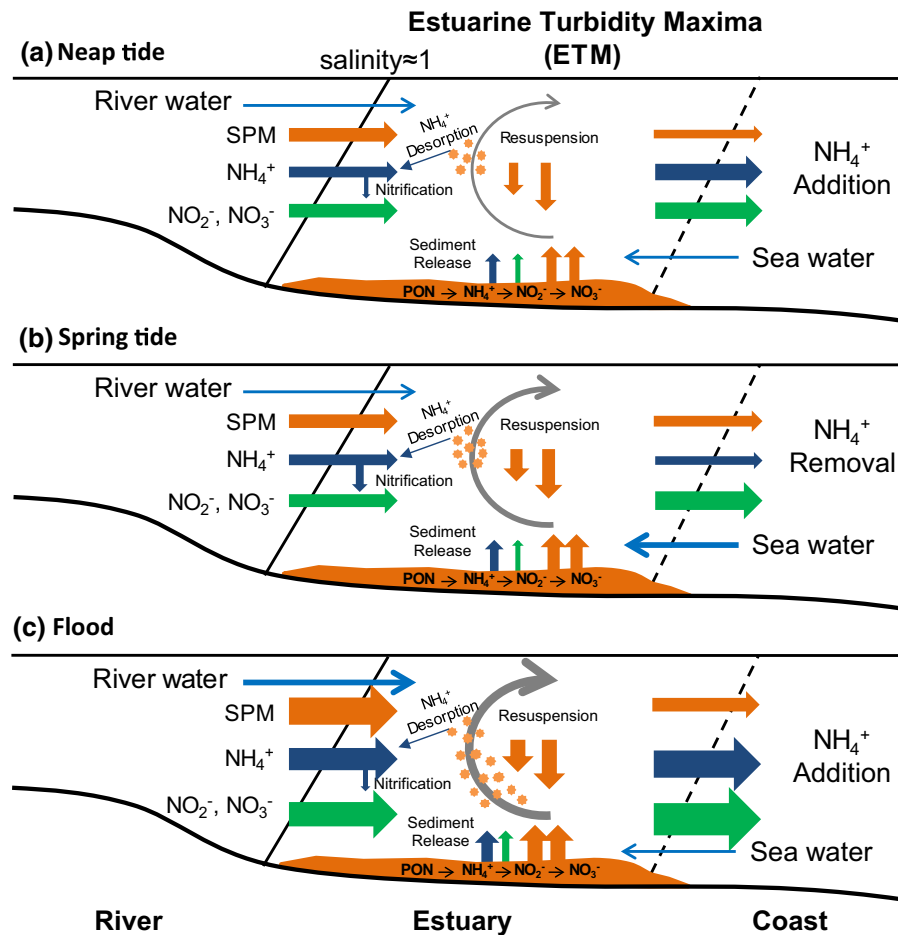 Estuarine Turbidity Maxima
(ETM)
(a) Neap tide
salinity≈1
River water
SPM
NH₄⁺
NO₂⁻, NO₃⁻
NH₄⁺
Desorption
Nitrification
Resuspension
Sediment
Release
PON → NH₄⁺ → NO₂⁻ → NO₃⁻
NH₄⁺
Addition
Sea water
(b) Spring tide
River water
SPM
NH₄⁺
NO₂⁻, NO₃⁻
NH₄⁺
Desorption
Nitrification
Resuspension
Sediment
Release
PON → NH₄⁺ → NO₂⁻ → NO₃⁻
NH₄⁺
Removal
Sea water
(c) Flood
River water
SPM
NH₄⁺
NO₂⁻, NO₃⁻
NH₄⁺
Desorption
Nitrification
Resuspension
Sediment
Release
PON → NH₄⁺ → NO₂⁻ → NO₃⁻
NH₄⁺
Addition
Sea water
River
Estuary
Coast